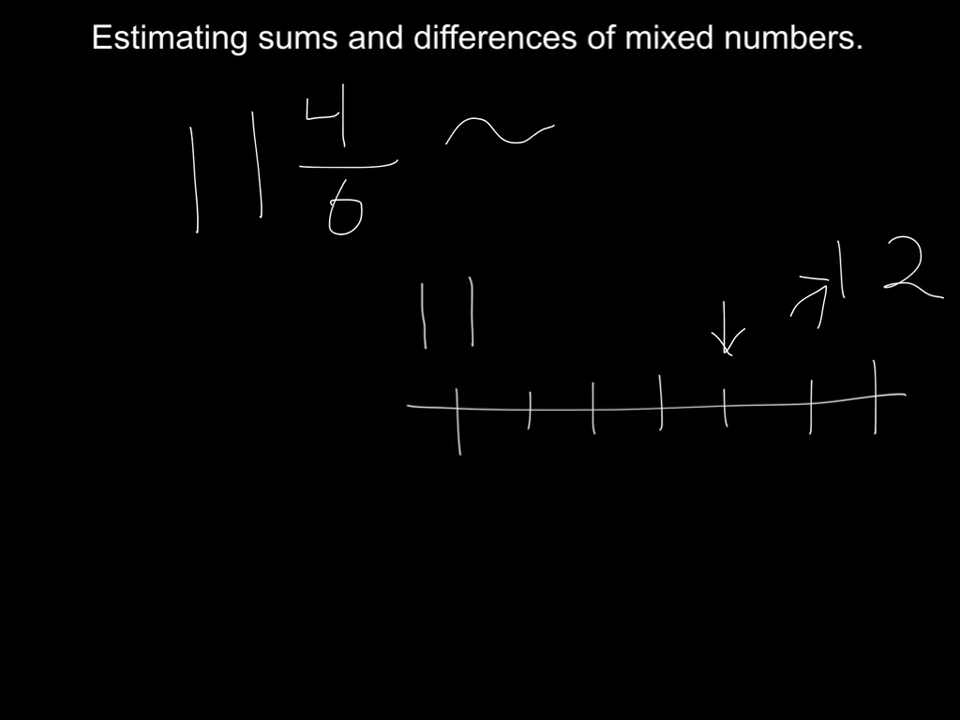 Estimating sums and differences of mixed numbers.
11 4/6 ~
11 12